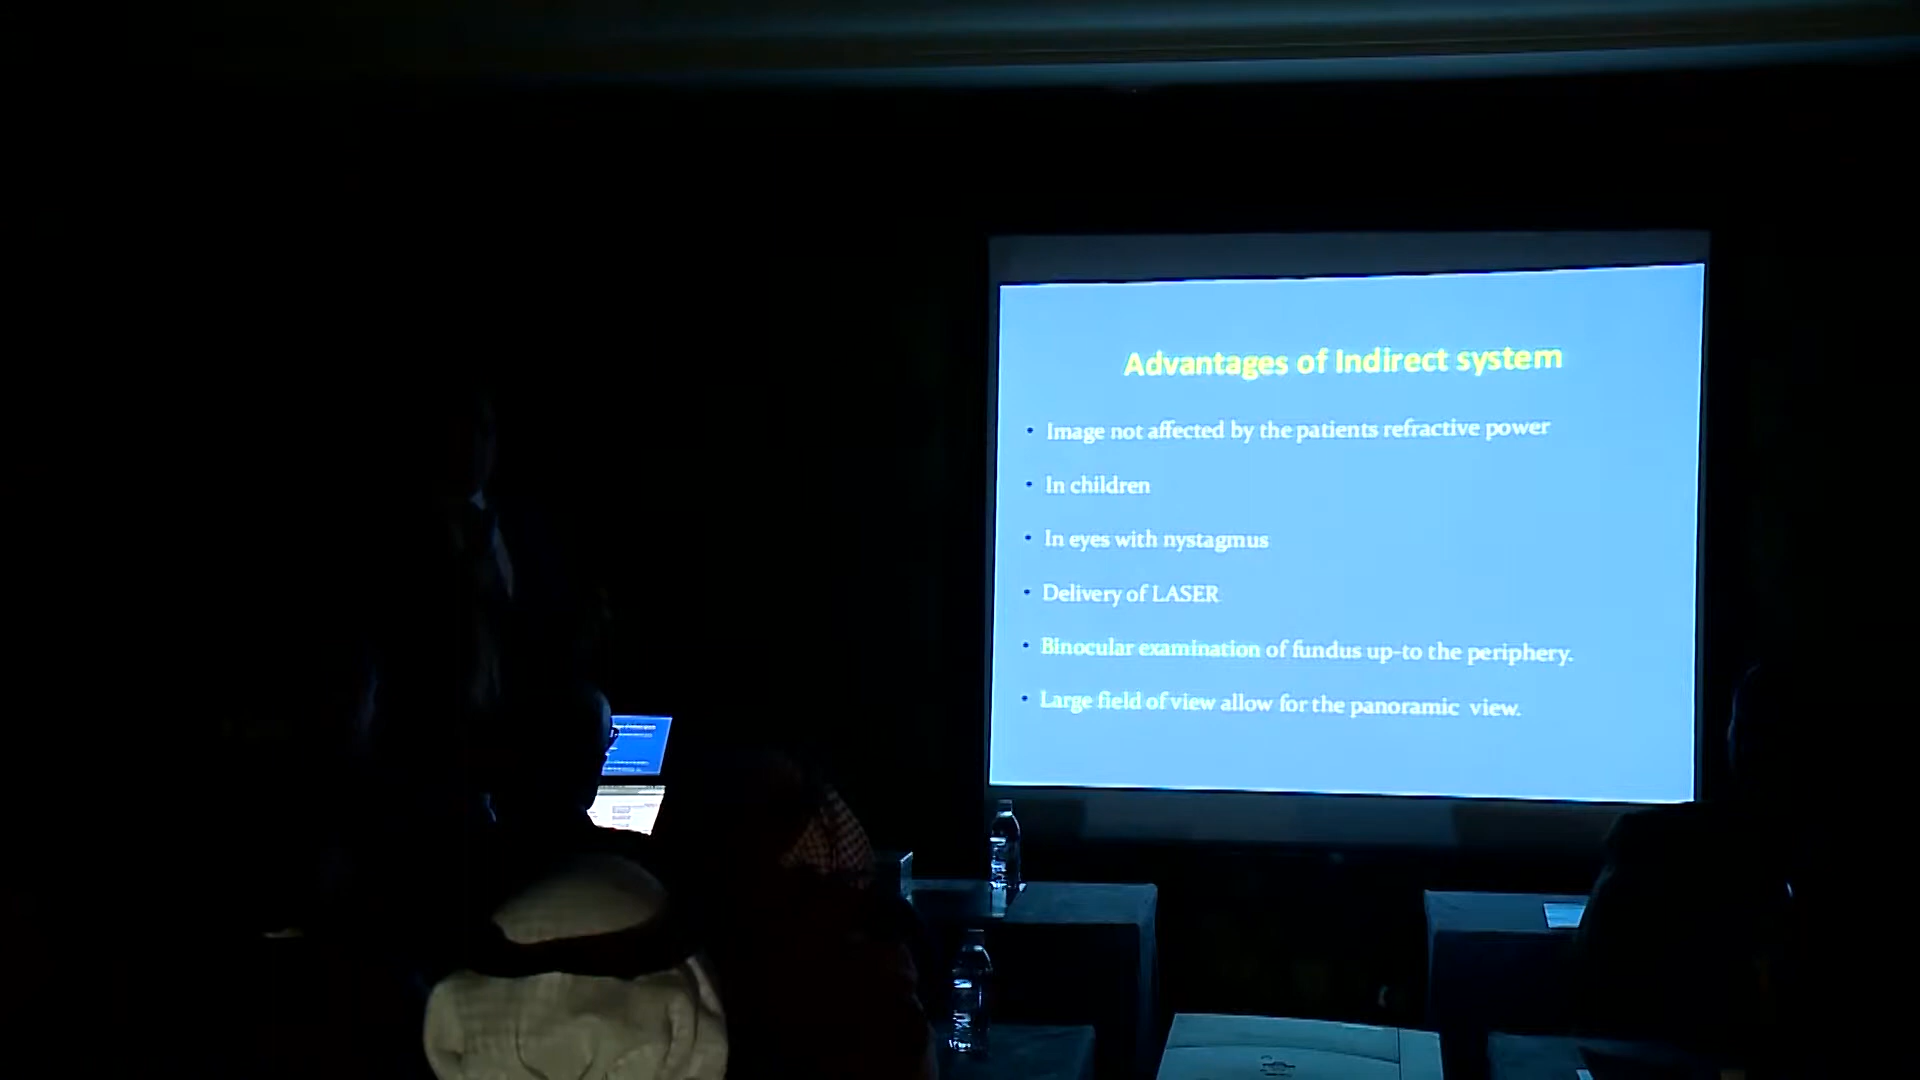 Advantages of Indirect system
• Image not affected by the patients refractive power
• In children
• In eyes with nystagmus
• Delivery of LASER
• Binocular examination of fundus up-to the periphery.
• Large field of view allow for the panoramic view.